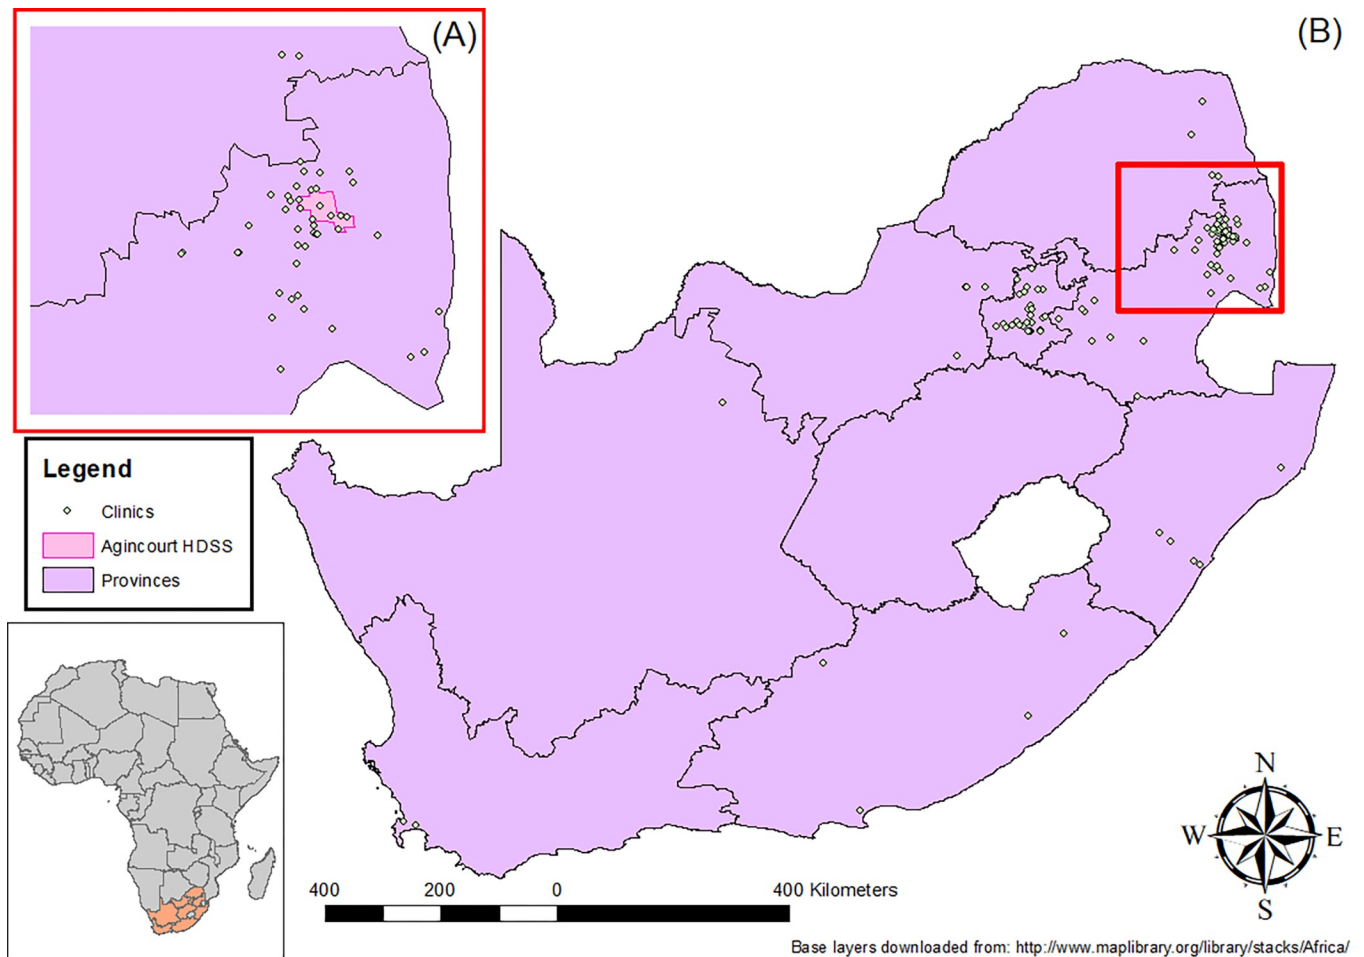 (A)
(B)
Legend
Clinics
Agincourt HDSS
Provinces
N
W E
S
400 200 0 400 Kilometers
Base layers downloaded from: http://www.maplibrary.org/library/stacks/Africa/